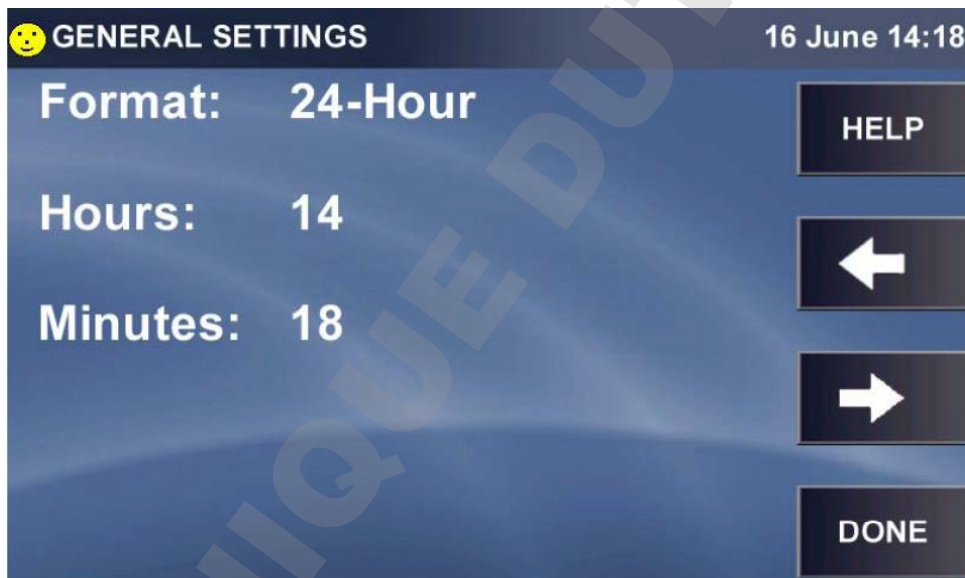 GENERAL SETTINGS 16 June 14:18
Format: 24-Hour
HELP
Hours: 14
Minutes: 18
DONE